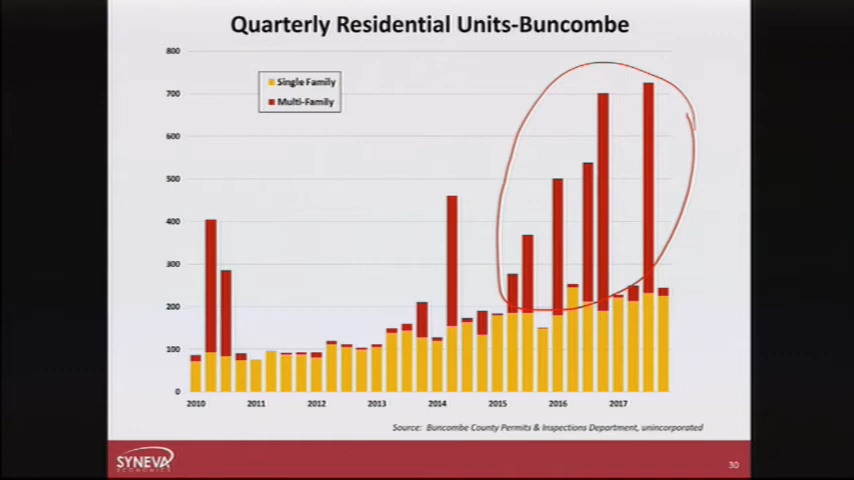 Quarterly Residential Units-Buncombe
800
Single Family
Multi-Family
700
600
500
400
300
200
100
0
2010 2011 2012 2013 2014 2015 2016 2017
Source: Buncombe County Permits & Inspections Department, unincorporated
SYNEVA
ECONOMICS
30